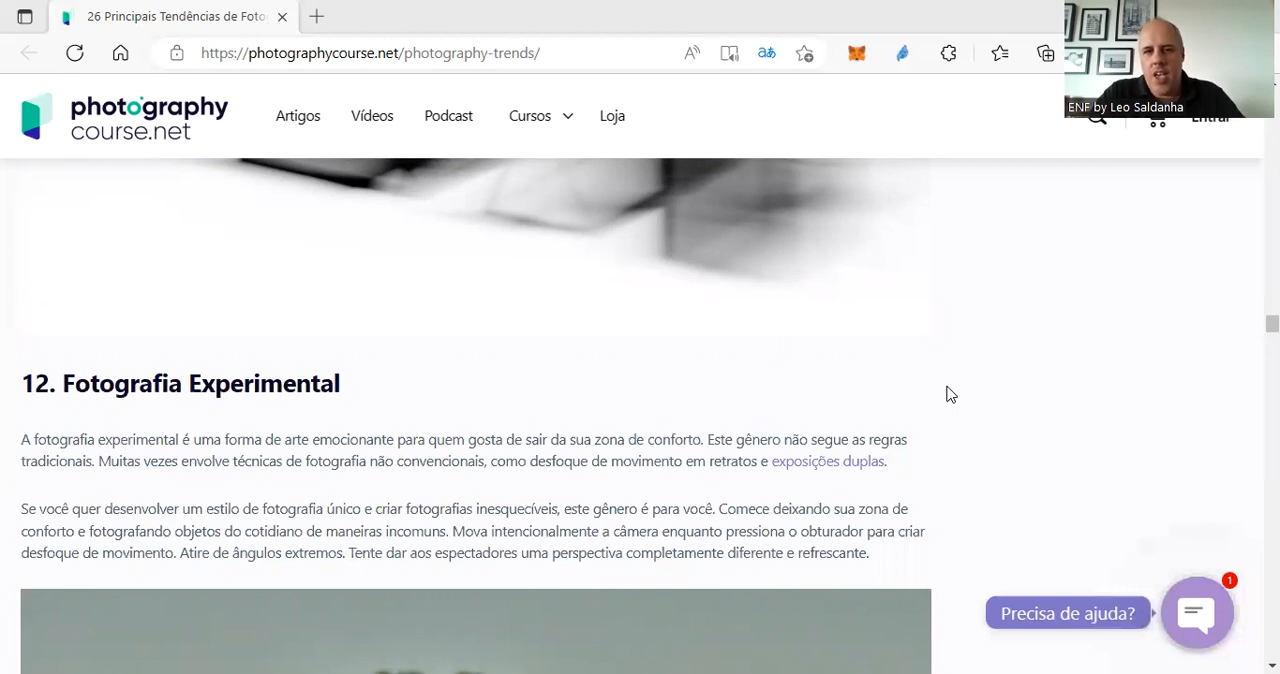 26 Principais Tendências de Foto
https://photographycourse.net/photography-trends/
ENF by Leo Saldanha
photography
course.net
Artigos
Vídeos
Podcast
Cursos
Loja
Entrar
12. Fotografia Experimental
A fotografia experimental é uma forma de arte emocionante para quem gosta de sair da sua zona de conforto. Este gênero não segue as regras
tradicionais. Muitas vezes envolve técnicas de fotografia não convencionais, como desfoque de movimento em retratos e exposições duplas.
Se você quer desenvolver um estilo de fotografia único e criar fotografias inesquecíveis, este gênero é para você. Comece deixando sua zona de
conforto e fotografando objetos do cotidiano de maneiras incomuns. Mova intencionalmente a câmera enquanto pressiona o obturador para criar
desfoque de movimento. Atire de ângulos extremos. Tente dar aos espectadores uma perspectiva completamente diferente e refrescante.
Precisa de ajuda?
1